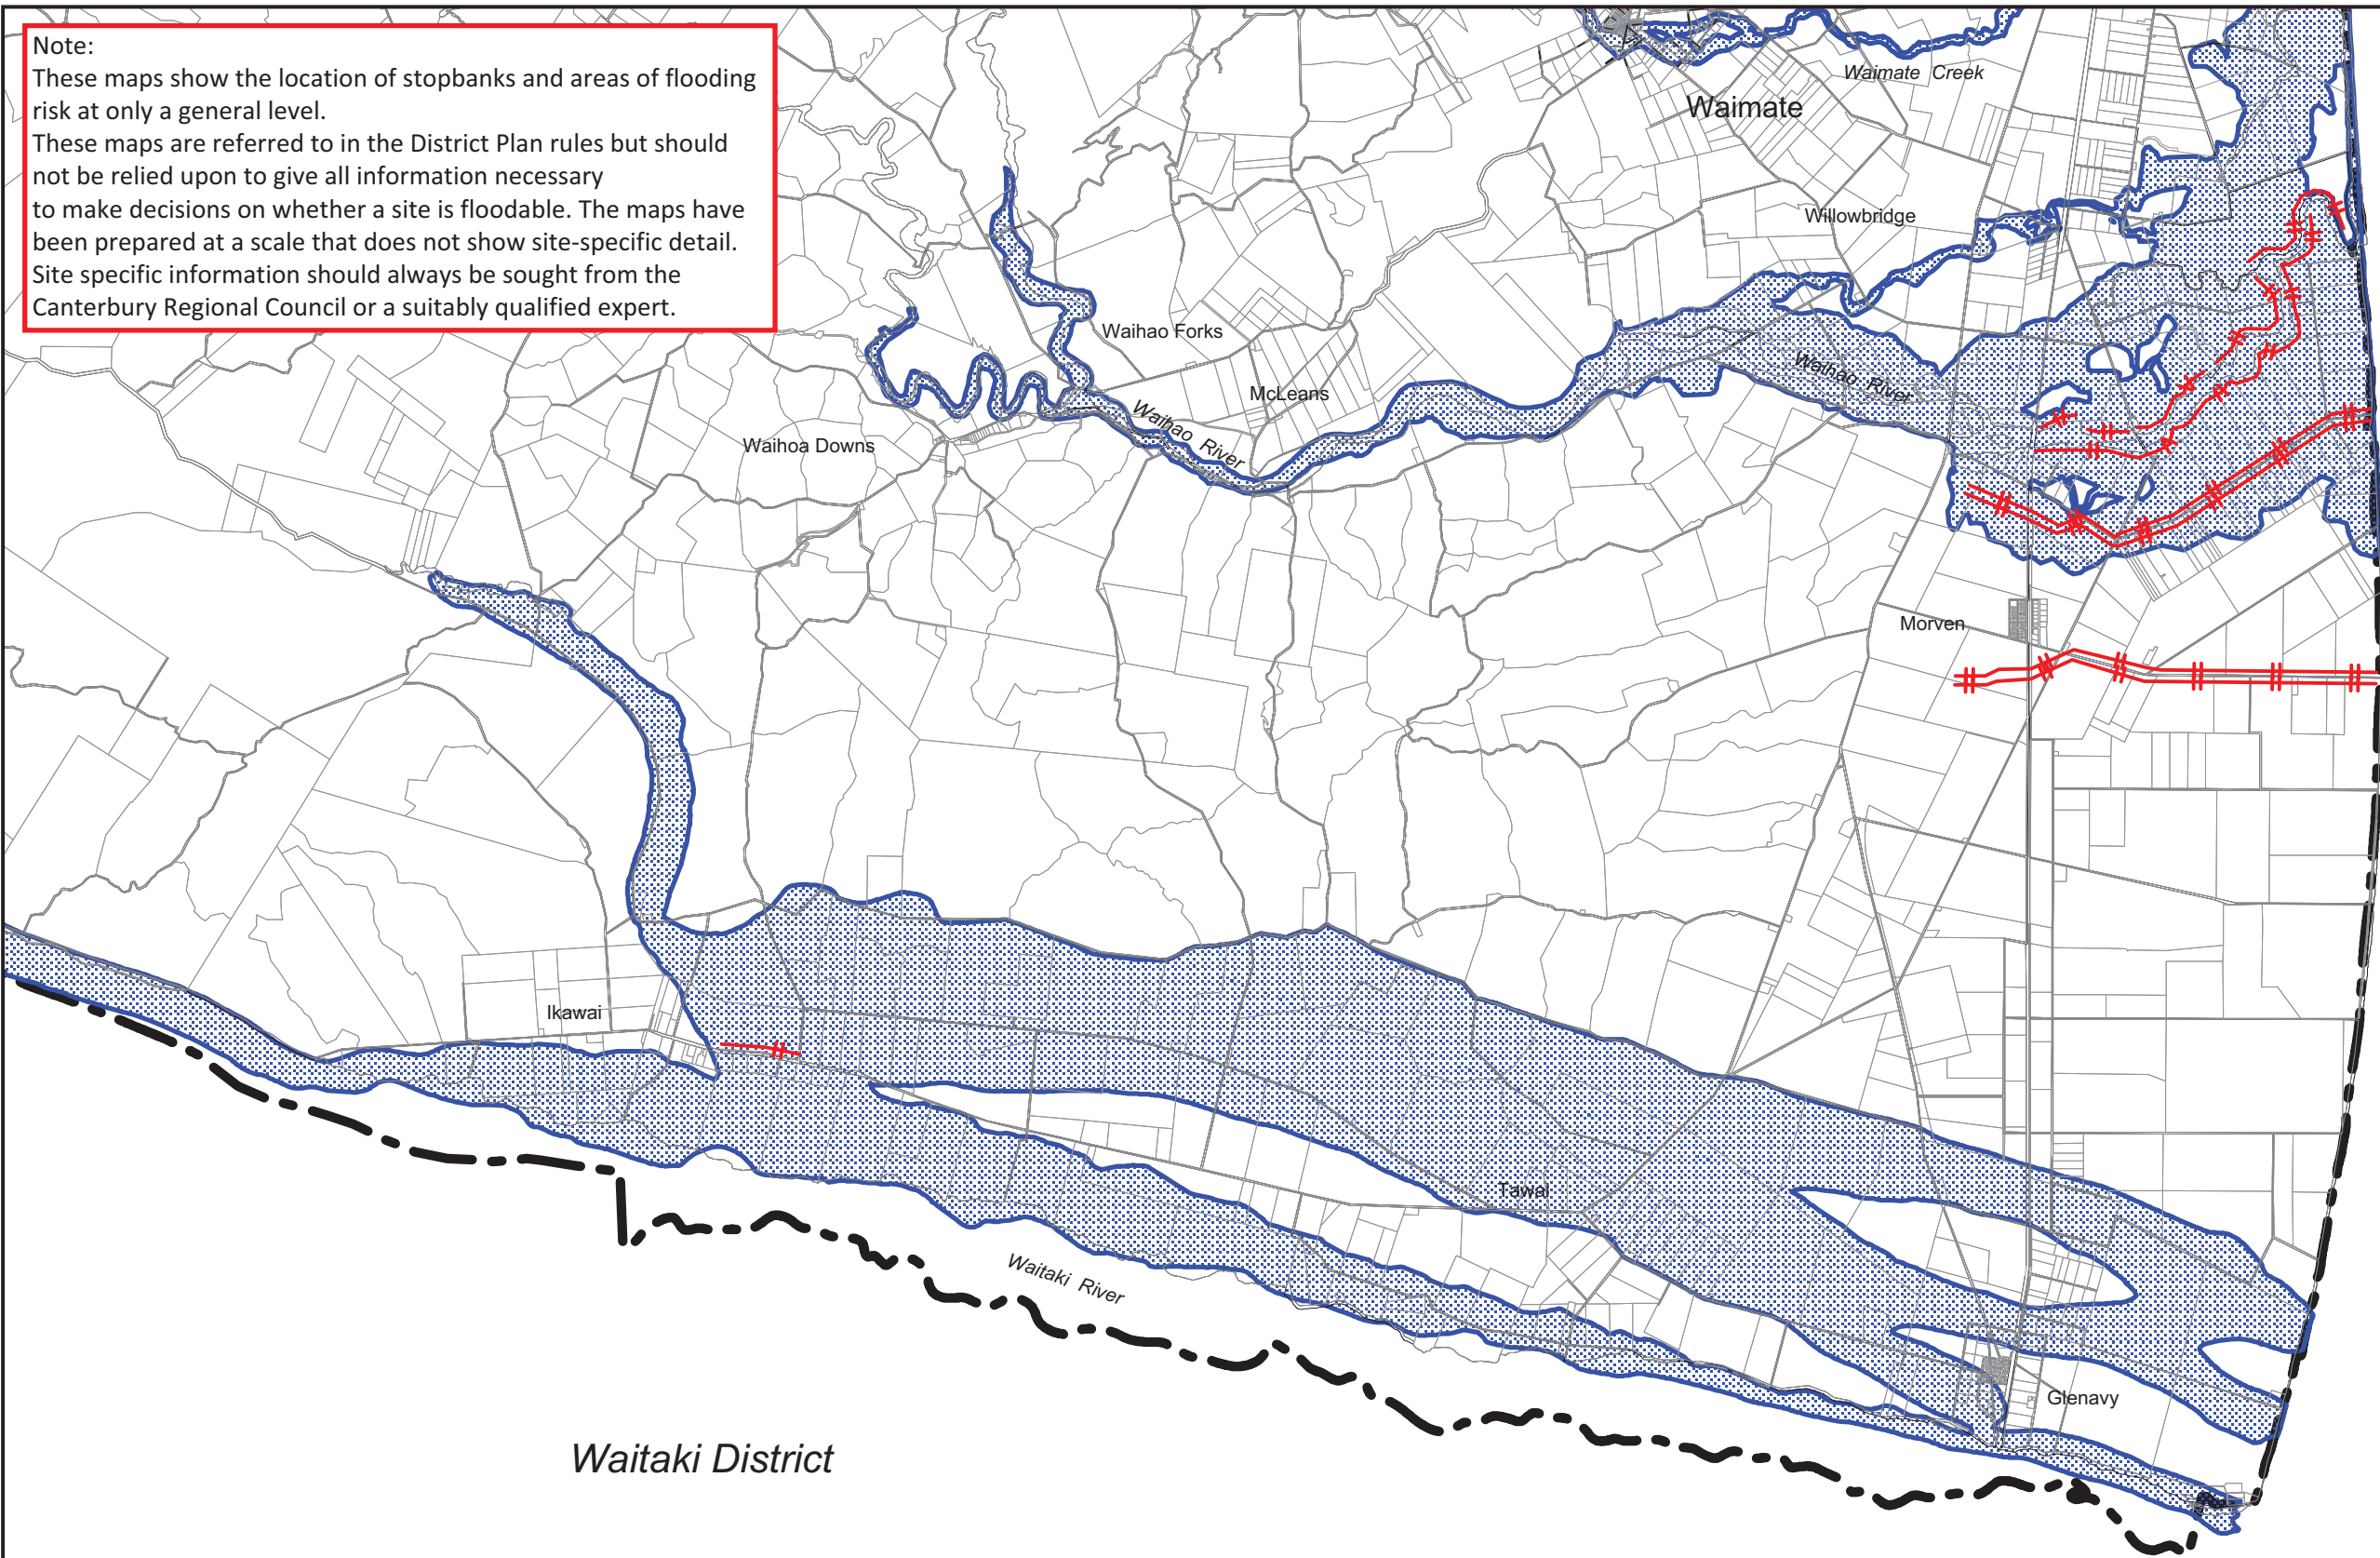 Note:
These maps show the location of stopbanks and areas of flooding
risk at only a general level.
These maps are referred to in the District Plan rules but should
not be relied upon to give all information necessary
to make decisions on whether a site is floodable. The maps have
been prepared at a scale that does not show site-specific detail.
Site specific information should always be sought from the
Canterbury Regional Council or a suitably qualified expert.
Waimate Creek
Waimate
Willowbridge
Waihao Forks
McLeans
Waihao River
Waihao River
Waihoa Downs
Morven
Ikawai
Tawai
Waitaki River
Glenavy
Waitaki District